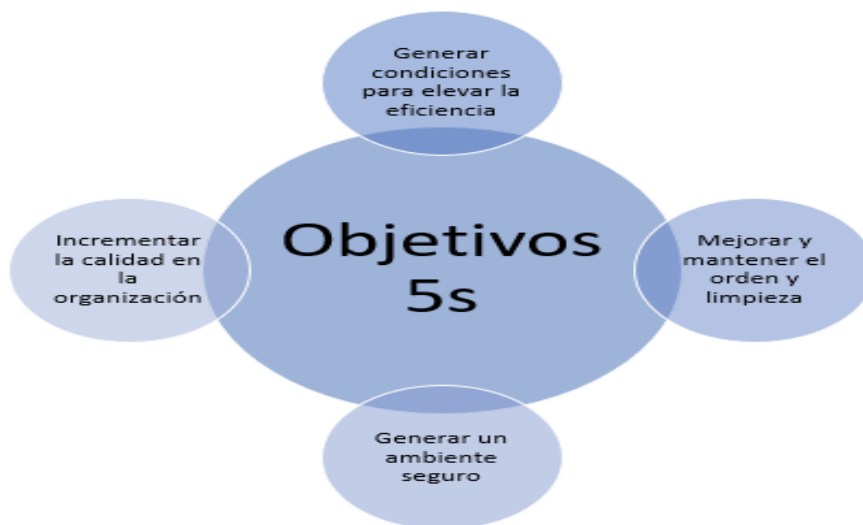 Generar
condiciones
para elevar la
eficiencia
Objetivos
5s
Incrementar
la calidad en
la
organización
Mejorar y
mantener el
orden y
limpieza
Generar un
ambiente
seguro